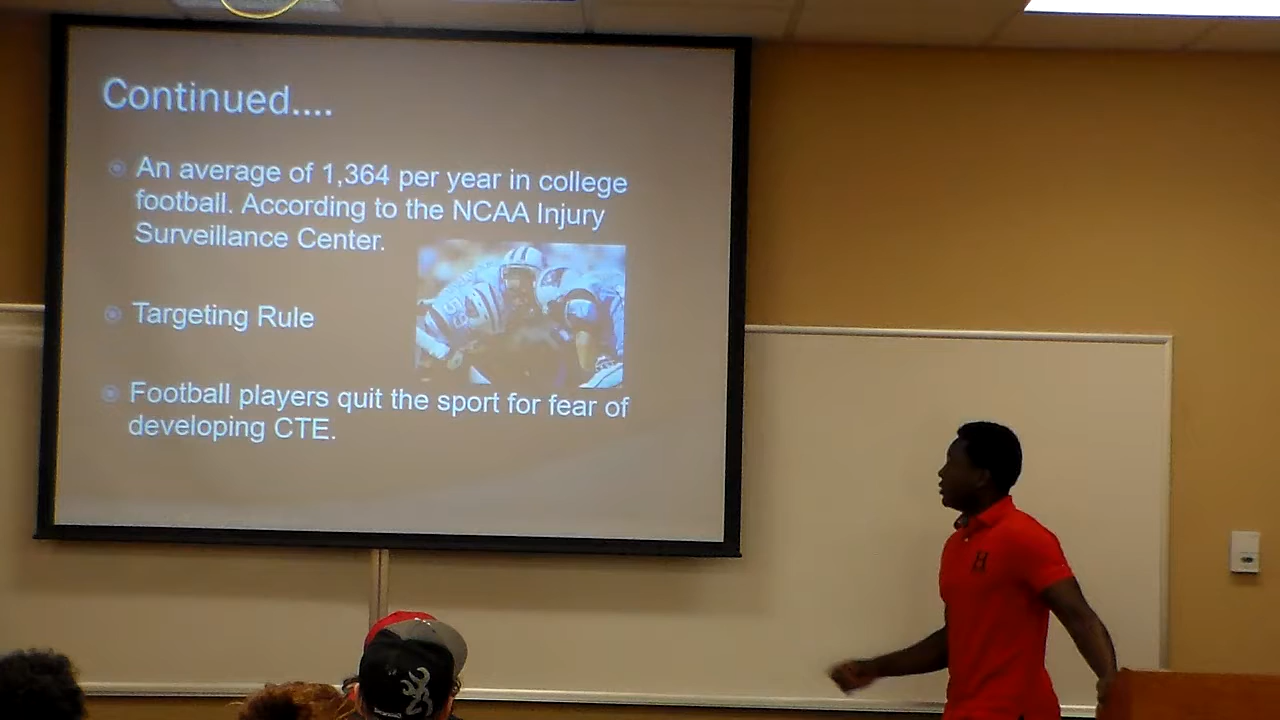 Continued....
An average of 1,364 per year in college
football. According to the NCAA Injury
Surveillance Center.
Targeting Rule
Football players quit the sport for fear of
developing CTE.
59
H